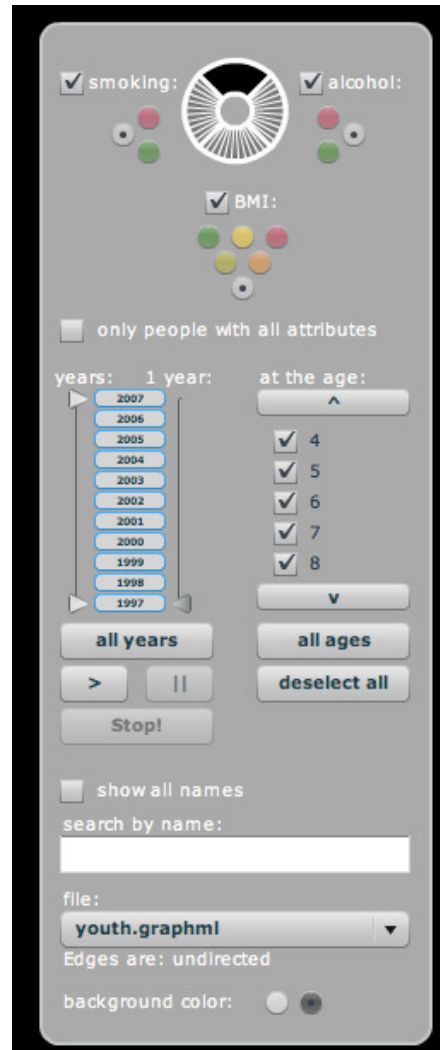 smoking:
alcohol:
BMI:
only people with all attributes
years: 1 year: at the age:
2007
^
2006
2005
4
2004
2003
5
2002
6
2001
2000
7
1999
8
1998
1997
v
all years
all ages
>
||
deselect all
Stop!
show all names
search by name:
file:
youth.graphml
Edges are: undirected
background color: